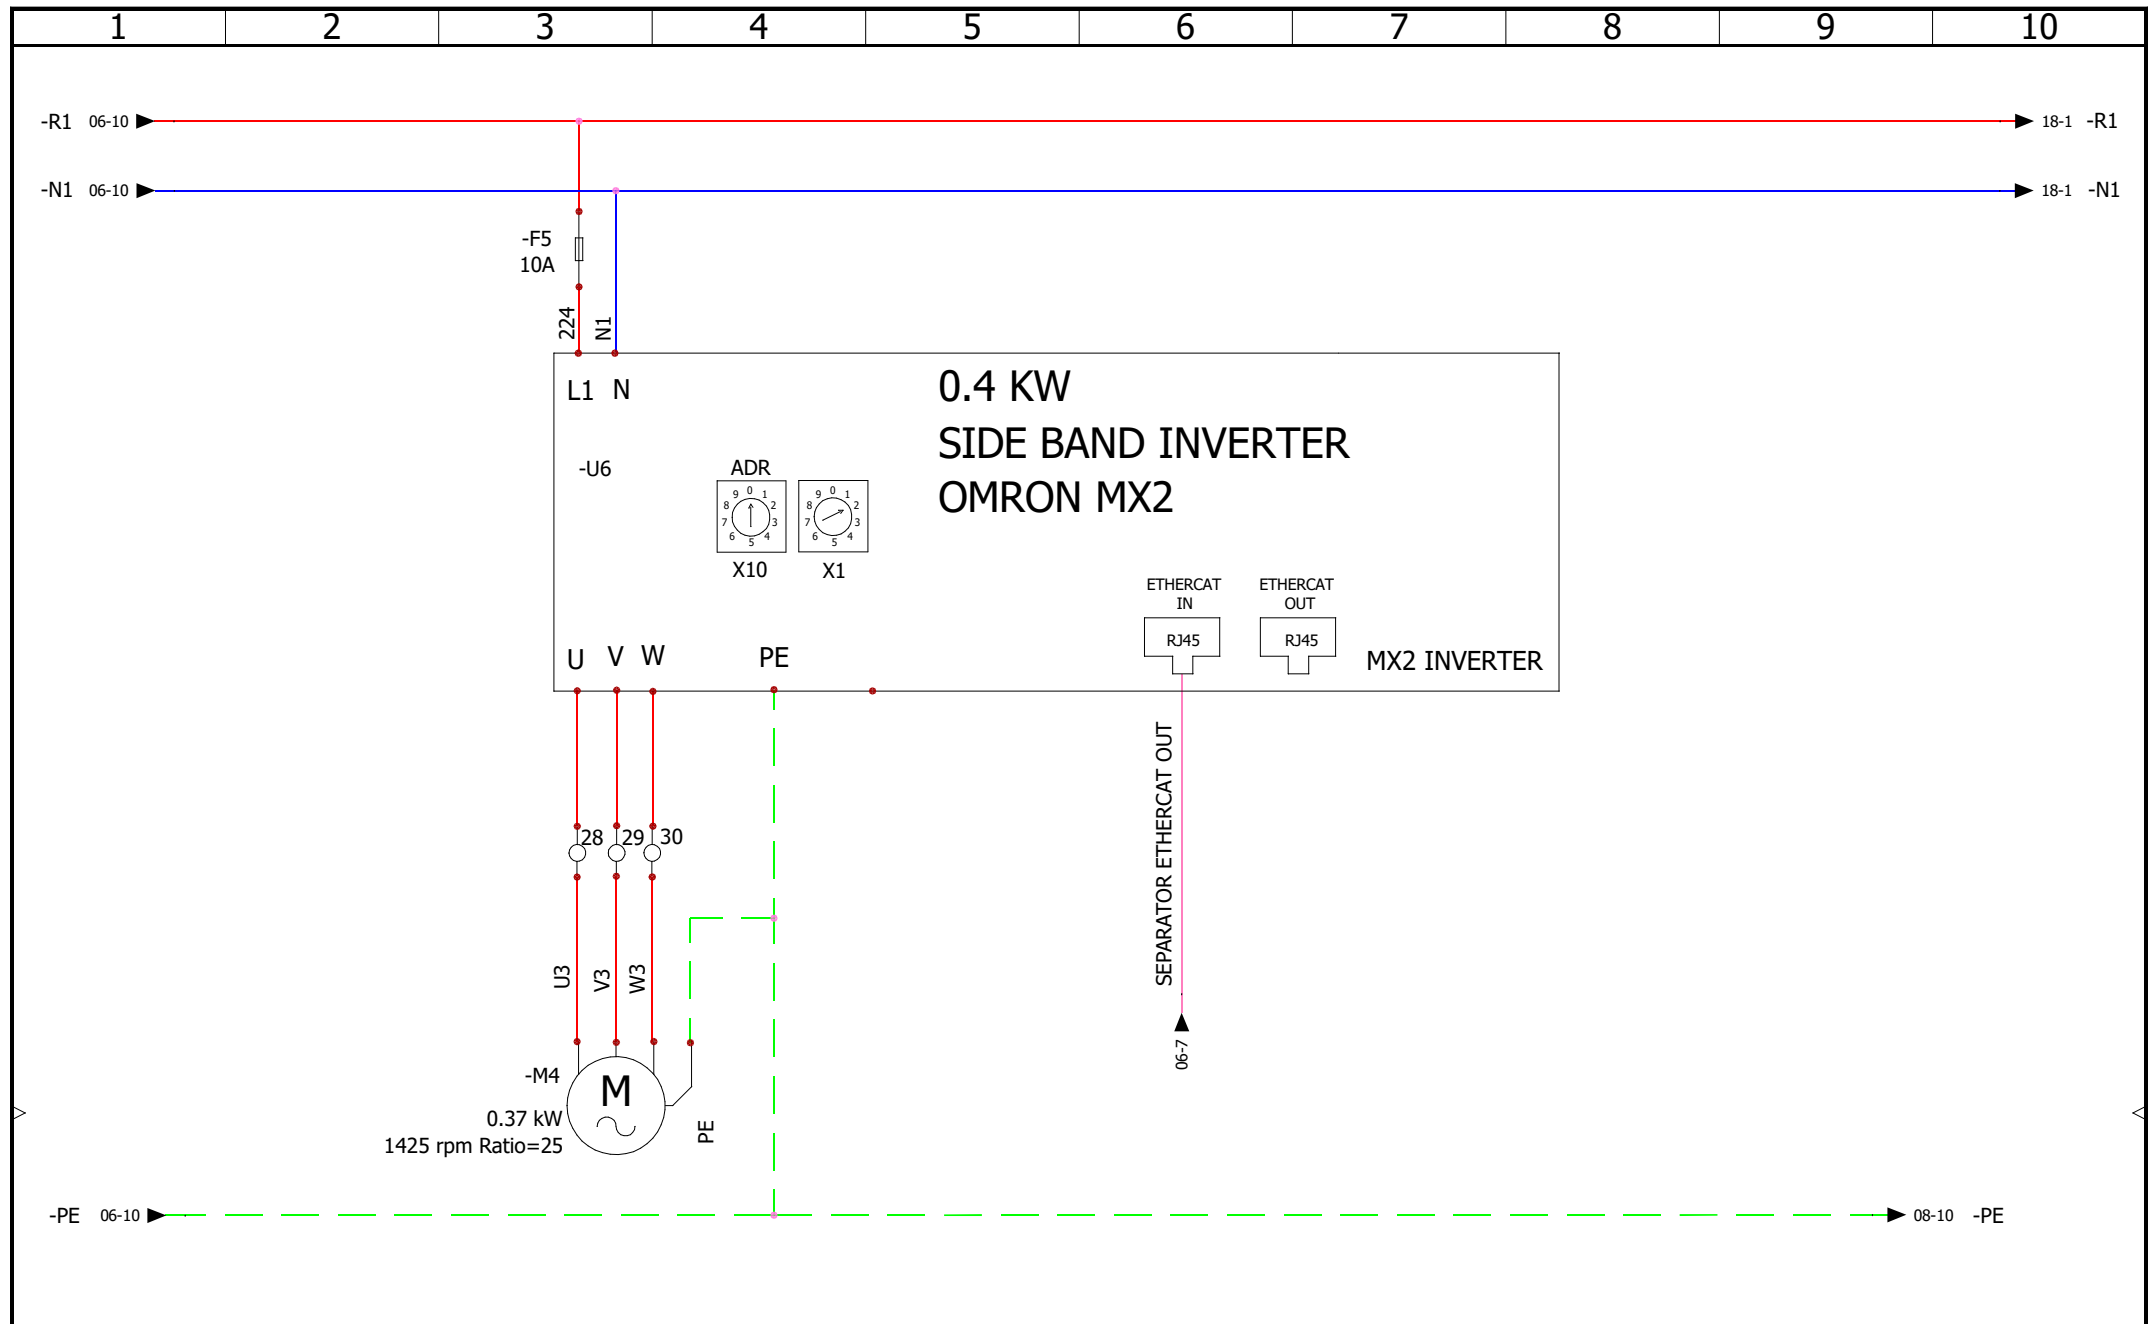 1 2 3 4 5 6 7 8 9 10
-R1 06-10
18-1 -R1
-N1 06-10
18-1 -N1
-F5
10A
224
N1
L1 N
0.4 KW
SIDE BAND INVERTER
OMRON MX2
-U6
ADR
9 0 1
8 2
7 3
6 5 4
9 0 1
8 2
7 3
6 5 4
X10
X1
ETHERCAT
IN
ETHERCAT
OUT
RJ45
RJ45
U V W
PE
MX2 INVERTER
28
29
30
SEPARATOR ETHERCAT OUT
06-7
U3
V3
W3
-M4
M
0.37 kW
1425 rpm Ratio=25
PE
-PE 06-10
08-10 -PE